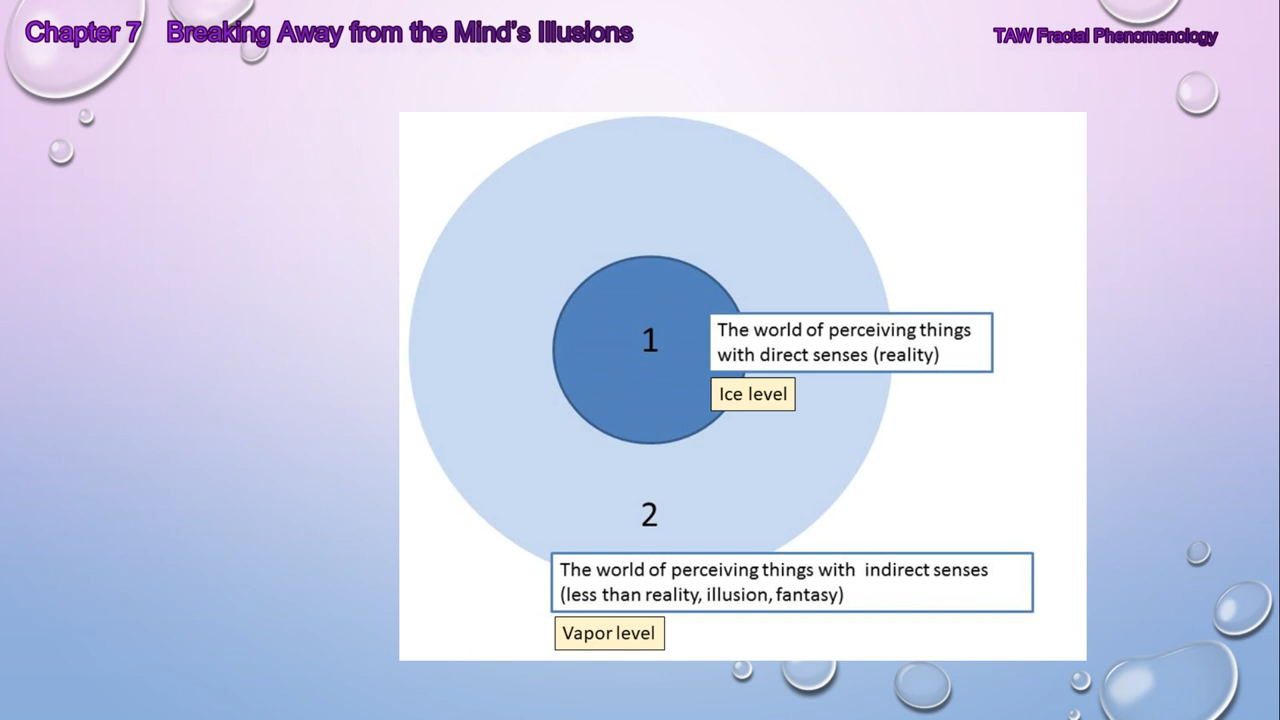 Chapter 7 Breaking Away from the Mind's Illusions
TAW Fractal Phenomenology
1
The world of perceiving things
with direct senses (reality)
Ice level
2
The world of perceiving things with indirect senses
(less than reality, illusion, fantasy)
Vapor level